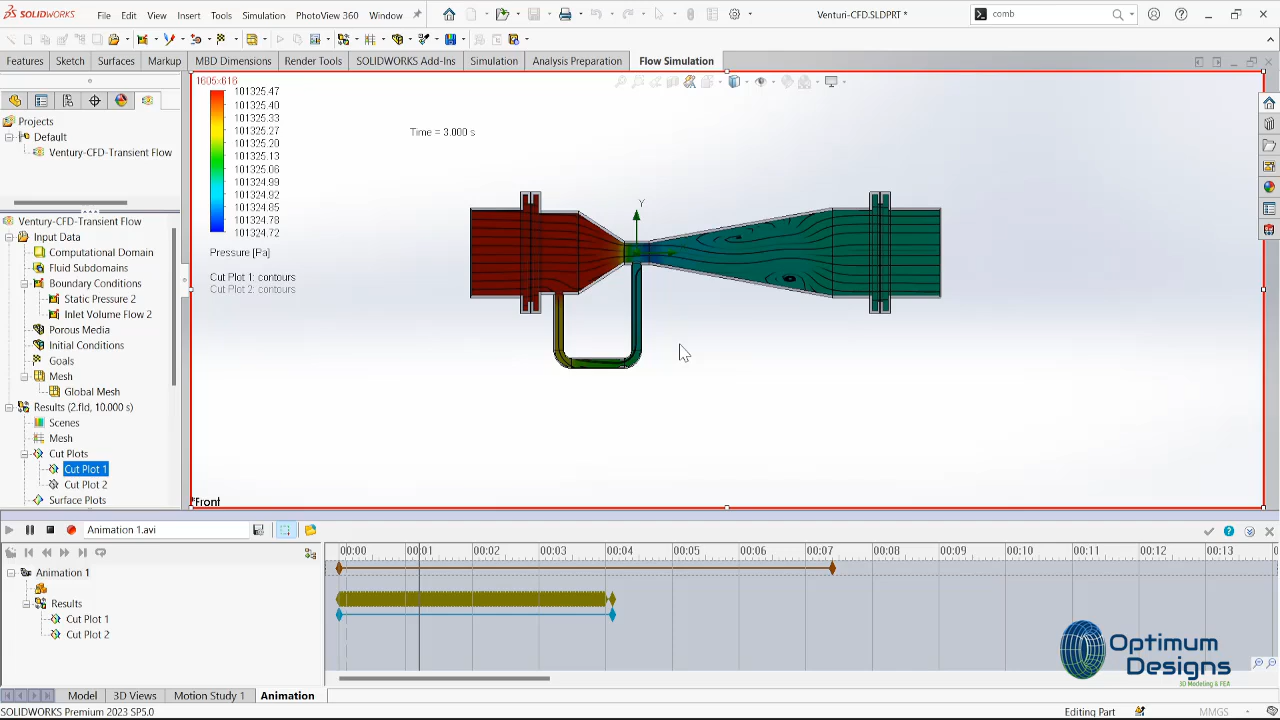 SOLIDWORKS File Edit View Insert Tools Simulation PhotoView 360 Window Venturi-CFD.SLDPRT * comb
Features Sketch Surfaces Markup MBD Dimensions Render Tools SOLIDWORKS Add-Ins Simulation Analysis Preparation Flow Simulation
1605x616
101325.47
101325.40
101325.33
101325.27
101325.20
101325.13
101325.06
101324.99
101324.92
101324.85
101324.78
101324.72
Pressure [Pa]
Cut Plot 1: contours
Cut Plot 2: contours
Time = 3.000 s
Y
*Front
Projects
Default
Ventury-CFD-Transient Flow
Ventury-CFD-Transient Flow
Input Data
Computational Domain
Fluid Subdomains
Boundary Conditions
Static Pressure 2
Inlet Volume Flow 2
Porous Media
Initial Conditions
Goals
Mesh
Global Mesh
Results (2.fld, 10.000 s)
Scenes
Mesh
Cut Plots
Cut Plot 1
Cut Plot 2
Surface Plots
Animation 1.avi
00:00 00:01 00:02 00:03 00:04 00:05 00:06 00:07 00:08 00:09 00:10 00:11 00:12 00:13
Animation 1
Results
Cut Plot 1
Cut Plot 2
Optimum
Designs
3D Modeling & FEA
Model 3D Views Motion Study 1 Animation
SOLIDWORKS Premium 2023 SP5.0 Editing Part MMGS